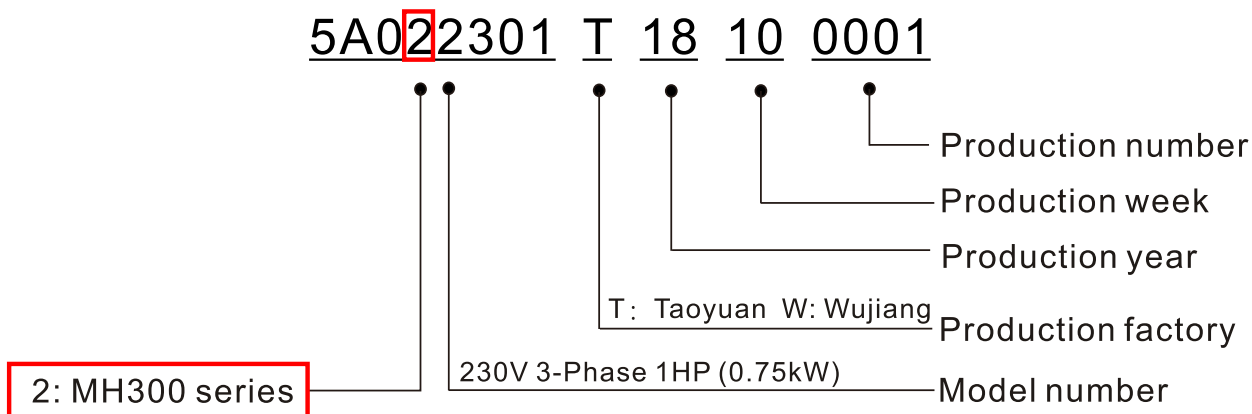 5A022301 T 18 10 0001
Production number
Production week
Production year
T: Taoyuan W: Wujiang
Production factory
230V 3-Phase 1HP (0.75kW)
2: MH300 series
Model number